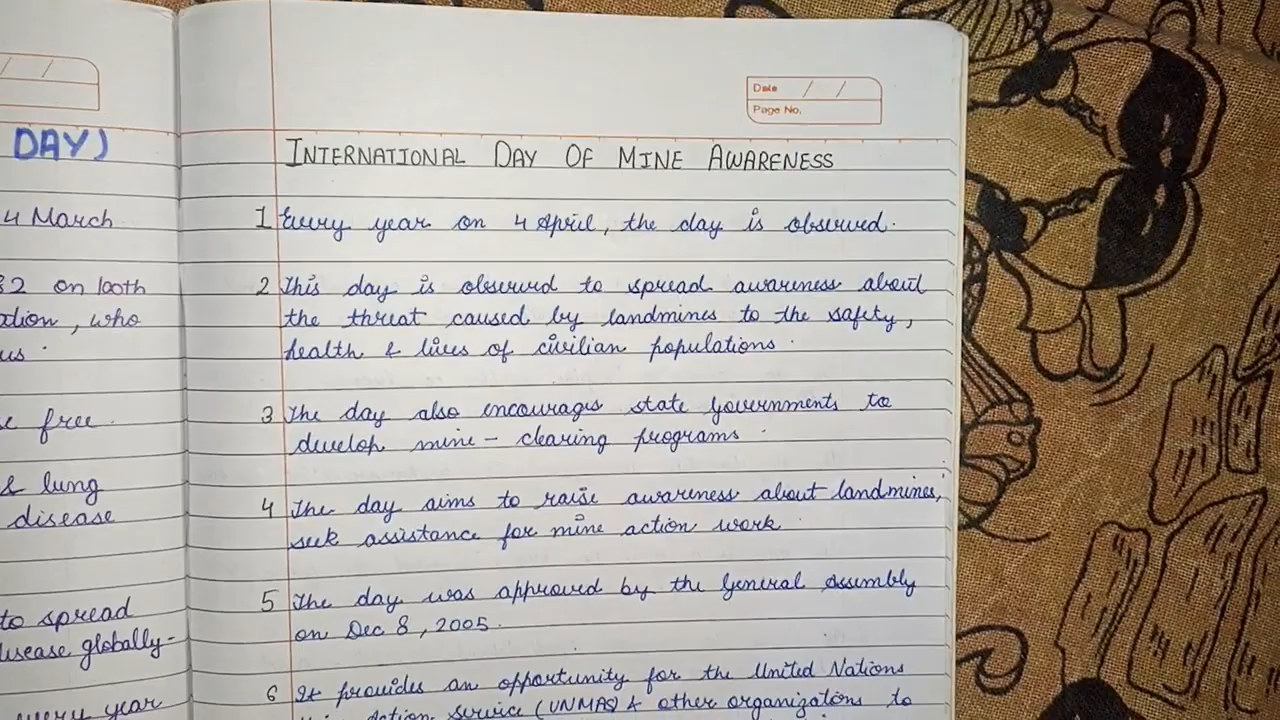 DAY)
4 March
82 on 100th
ation, who
us.
e free.
& lung
disease
to spread
disease globally-
every year
Date / /
Page No.
INTERNATIONAL DAY OF MINE AWARENESS
1 Every year on 4 April, the day is observed.
2 This day is observed to spread awareness about
the threat caused by landmines to the safety,
health & lives of civilian populations.
3 The day also encourages state governments to
develop mine - clearing programs.
4 The day aims to raise awareness about landmines,
seek assistance for mine action work.
5 The day was approved by the General Assembly
on Dec 8, 2005.
6 It provides an opportunity for the United Nations
Action Service (UNMAS) & other organizations to